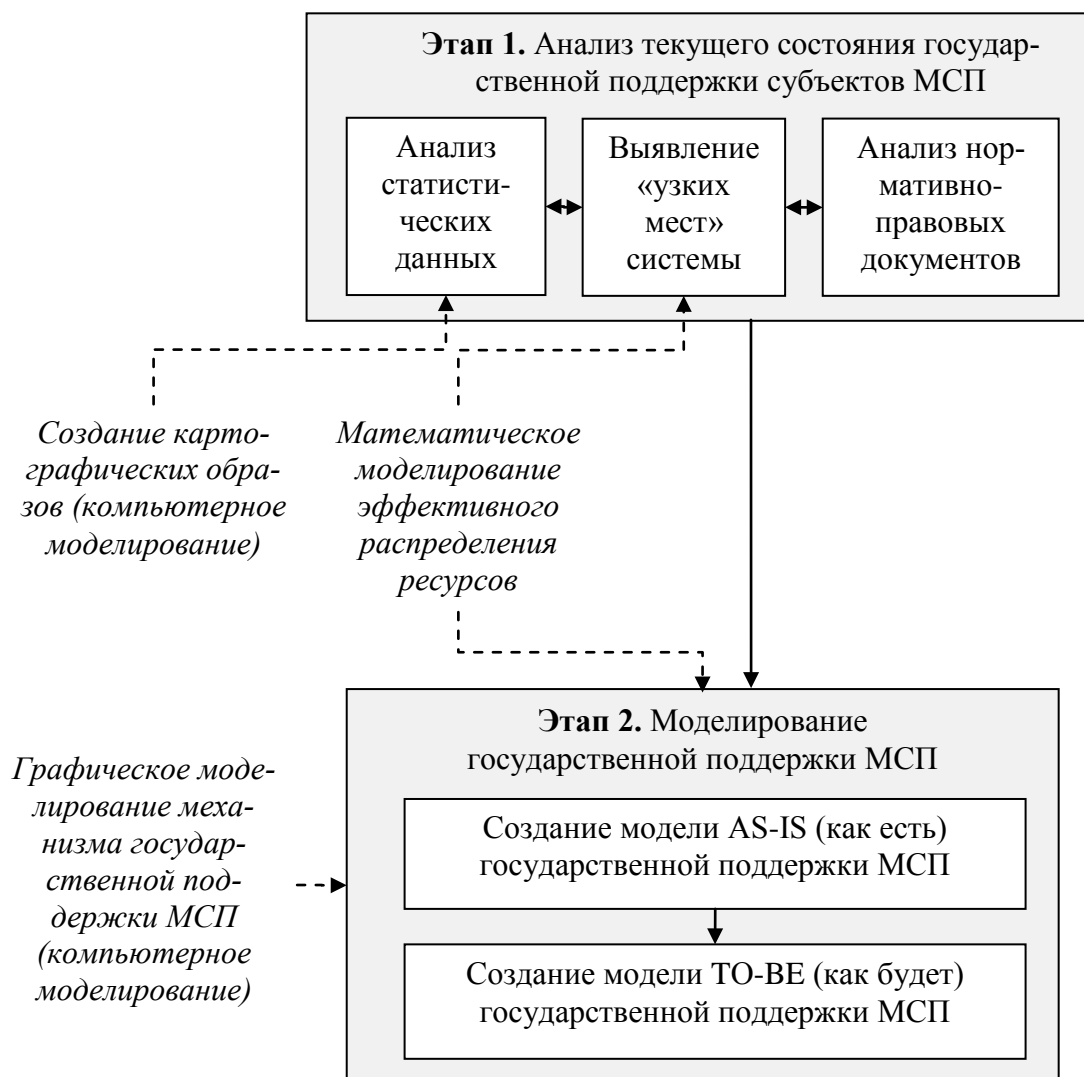 Этап 1. Анализ текущего состояния государ-
ственной поддержки субъектов МСП
Анализ
статисти-
ческих
данных
Выявление
«узких
мест»
системы
Анализ нор-
мативно-
правовых
документов
Создание карто-
графических обра-
зов (компьютерное
моделирование)
Математическое
моделирование
эффективного
распределения
ресурсов
Этап 2. Моделирование
государственной поддержки МСП
Графическое моде-
лирование меха-
низма государ-
ственной под-
держки МСП
(компьютерное
моделирование)
Создание модели AS-IS (как есть)
государственной поддержки МСП
Создание модели TO-BE (как будет)
государственной поддержки МСП